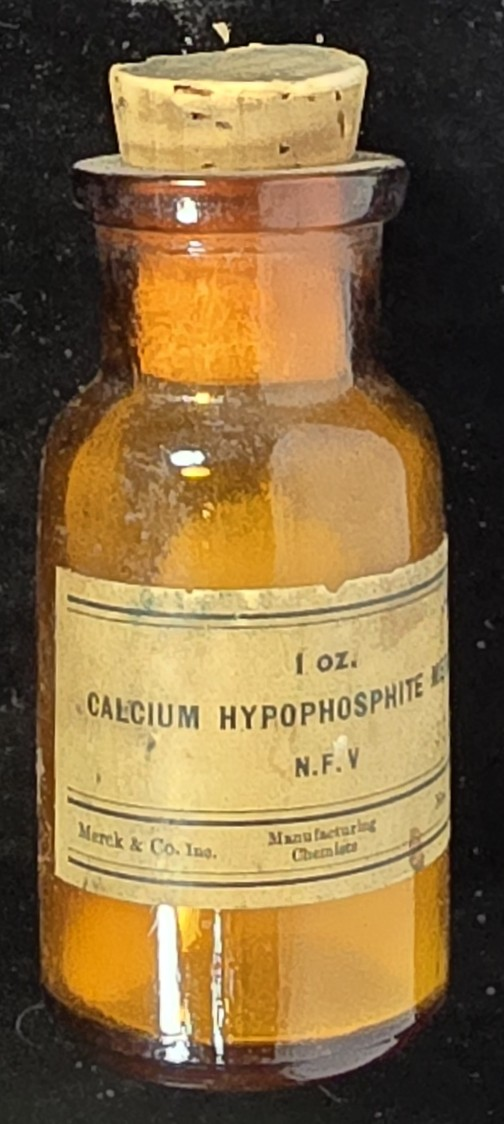 1 oz.
CALCIUM HYPOPHOSPHITE
N.F.V
Merck & Co. Inc.
Manufacturing
Chemists